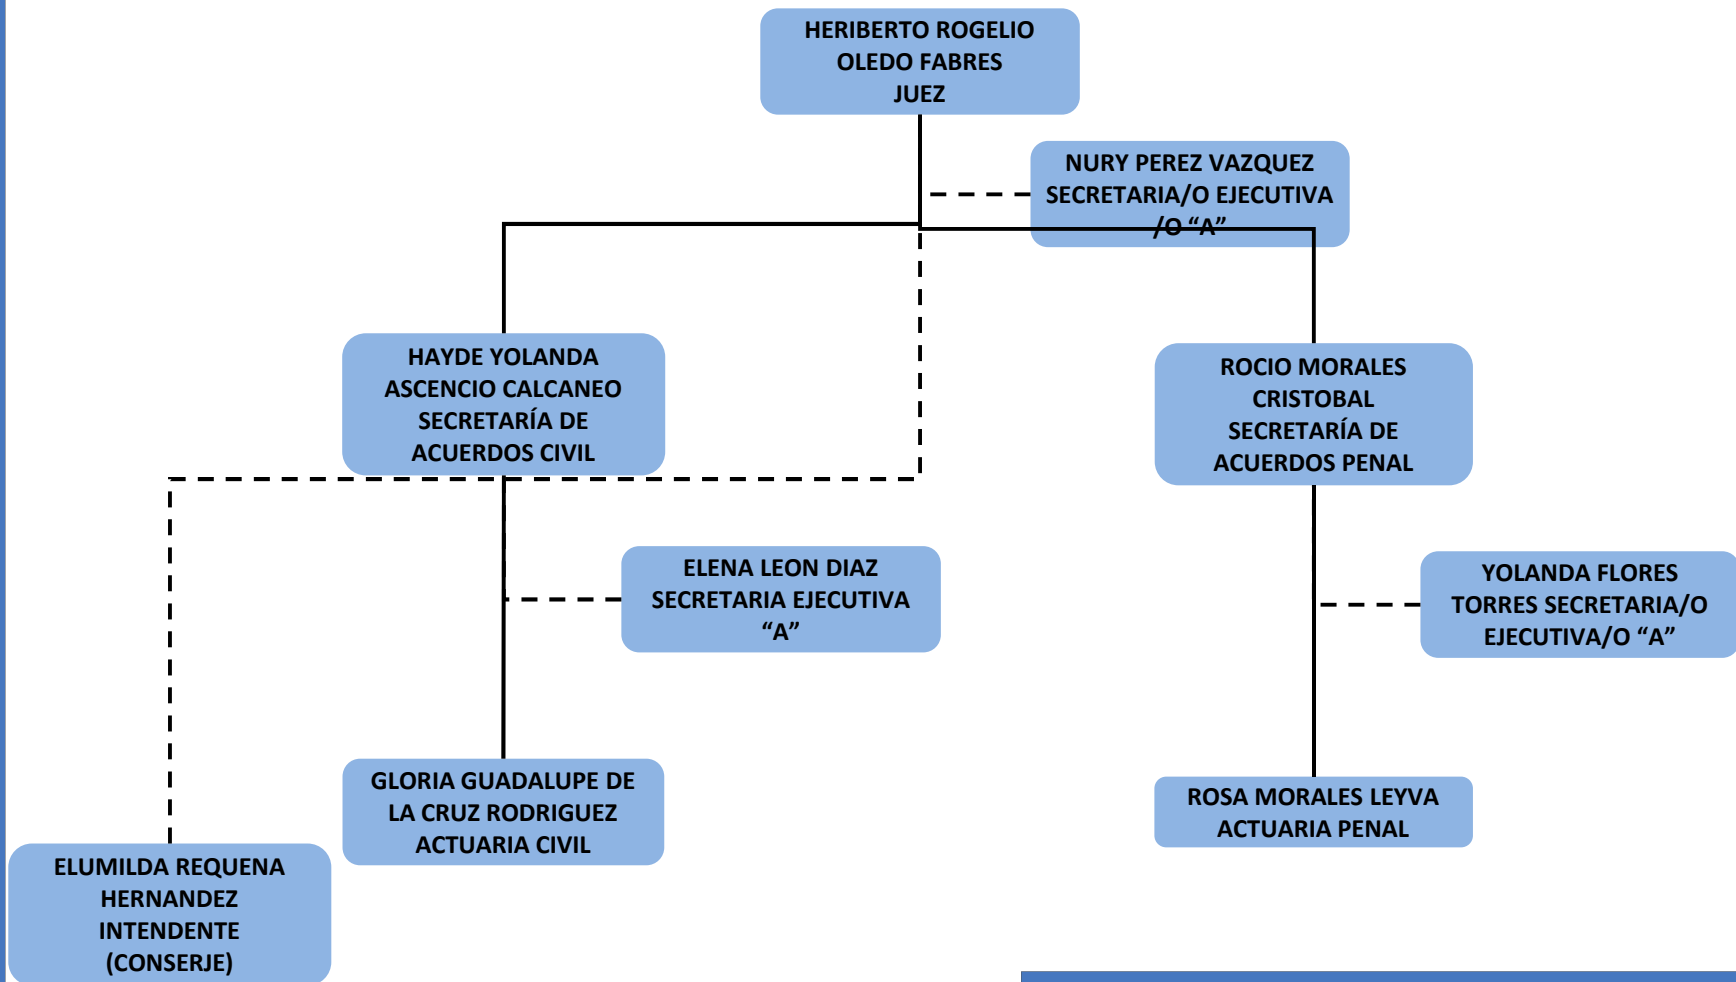 HERIBERTO ROGELIO
OLEDO FABRES
JUEZ
NURY PEREZ VAZQUEZ
SECRETARIA/O EJECUTIVA
/O “A”
HAYDE YOLANDA
ASCENCIO CALCANEO
SECRETARÍA DE
ACUERDOS CIVIL
ROCIO MORALES
CRISTOBAL
SECRETARÍA DE
ACUERDOS PENAL
ELENA LEON DIAZ
SECRETARIA EJECUTIVA
“A”
YOLANDA FLORES
TORRES SECRETARIA/O
EJECUTIVA/O “A”
GLORIA GUADALUPE DE
LA CRUZ RODRIGUEZ
ACTUARIA CIVIL
ROSA MORALES LEYVA
ACTUARIA PENAL
ELUMILDA REQUENA
HERNANDEZ
INTENDENTE
(CONSERJE)